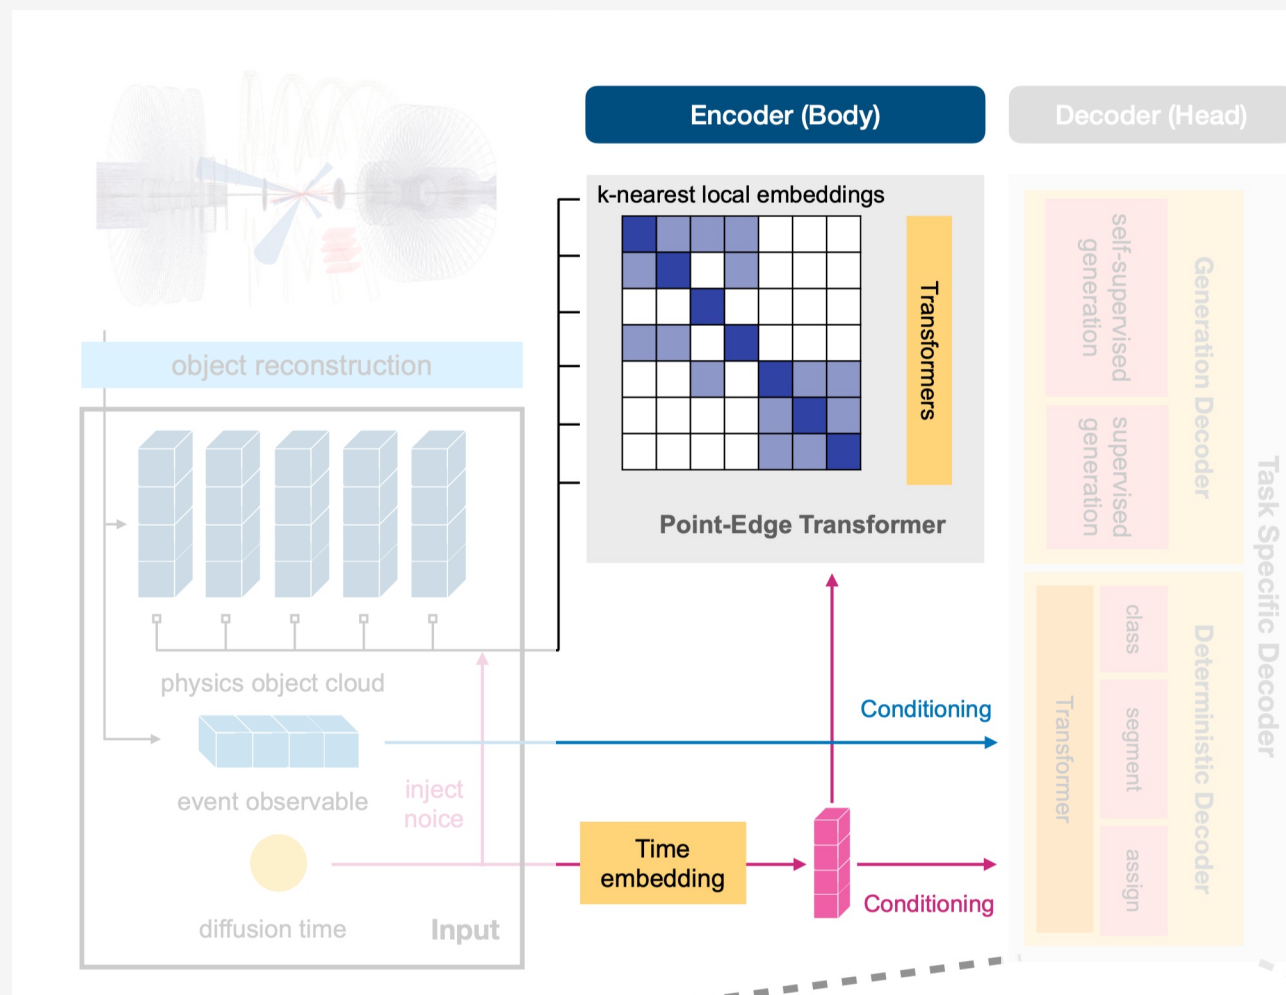 Encoder (Body)
Decoder (Head)
k-nearest local embeddings
Transformers
Point-Edge Transformer
object reconstruction
physics object cloud
event observable
inject
noice
diffusion time
Input
Time
embedding
Conditioning
Conditioning
self-supervised
generation
supervised
generation
Generation Decoder
class
segment
assign
Transformer
Deterministic Decoder
Task Specific Decoder